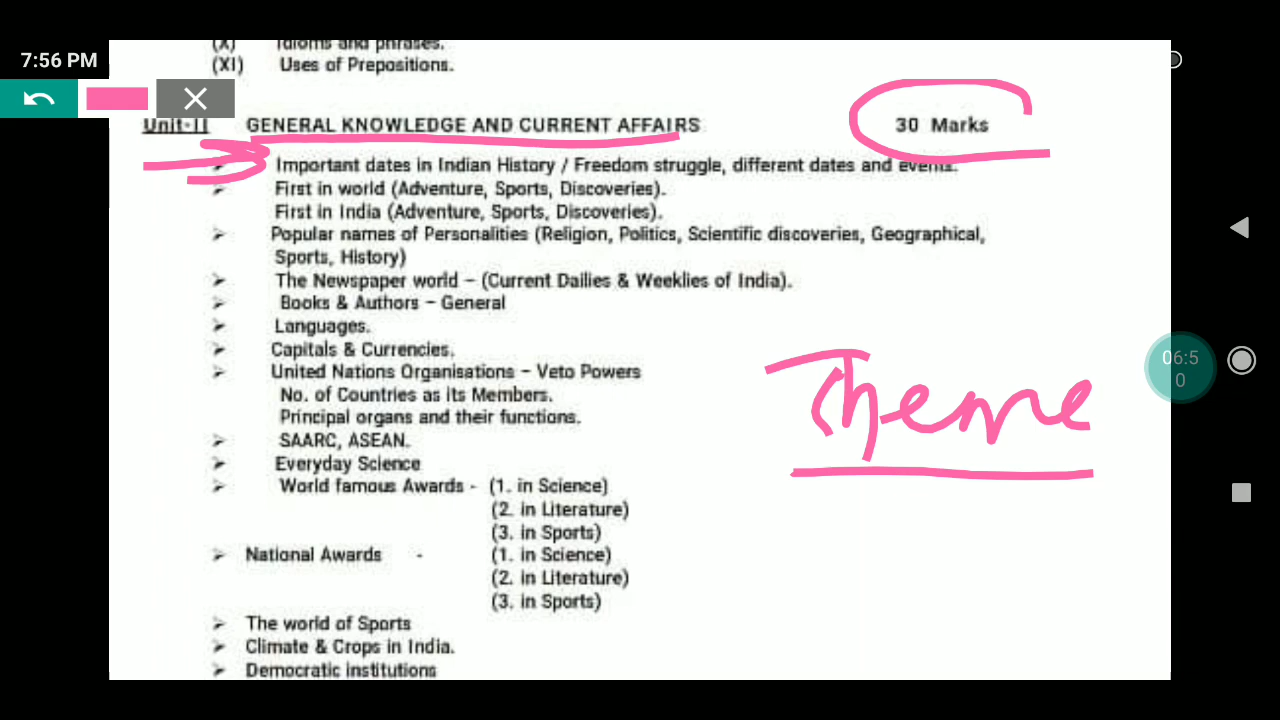 7:56 PM
(X) Idioms and phrases.
(XI) Uses of Prepositions.
Unit-II GENERAL KNOWLEDGE AND CURRENT AFFAIRS 30 Marks
➢ Important dates in Indian History / Freedom struggle, different dates and events.
➢ First in world (Adventure, Sports, Discoveries).
First in India (Adventure, Sports, Discoveries).
➢ Popular names of Personalities (Religion, Politics, Scientific discoveries, Geographical,
Sports, History)
➢ The Newspaper world – (Current Dailies & Weeklies of India).
➢ Books & Authors – General
➢ Languages.
➢ Capitals & Currencies.
➢ United Nations Organisations – Veto Powers
No. of Countries as its Members.
Principal organs and their functions.
➢ SAARC, ASEAN.
➢ Everyday Science
➢ World famous Awards - (1. in Science)
(2. in Literature)
(3. in Sports)
➢ National Awards - (1. in Science)
(2. in Literature)
(3. in Sports)
➢ The world of Sports
➢ Climate & Crops in India.
➢ Democratic institutions
Theme
06:5
0